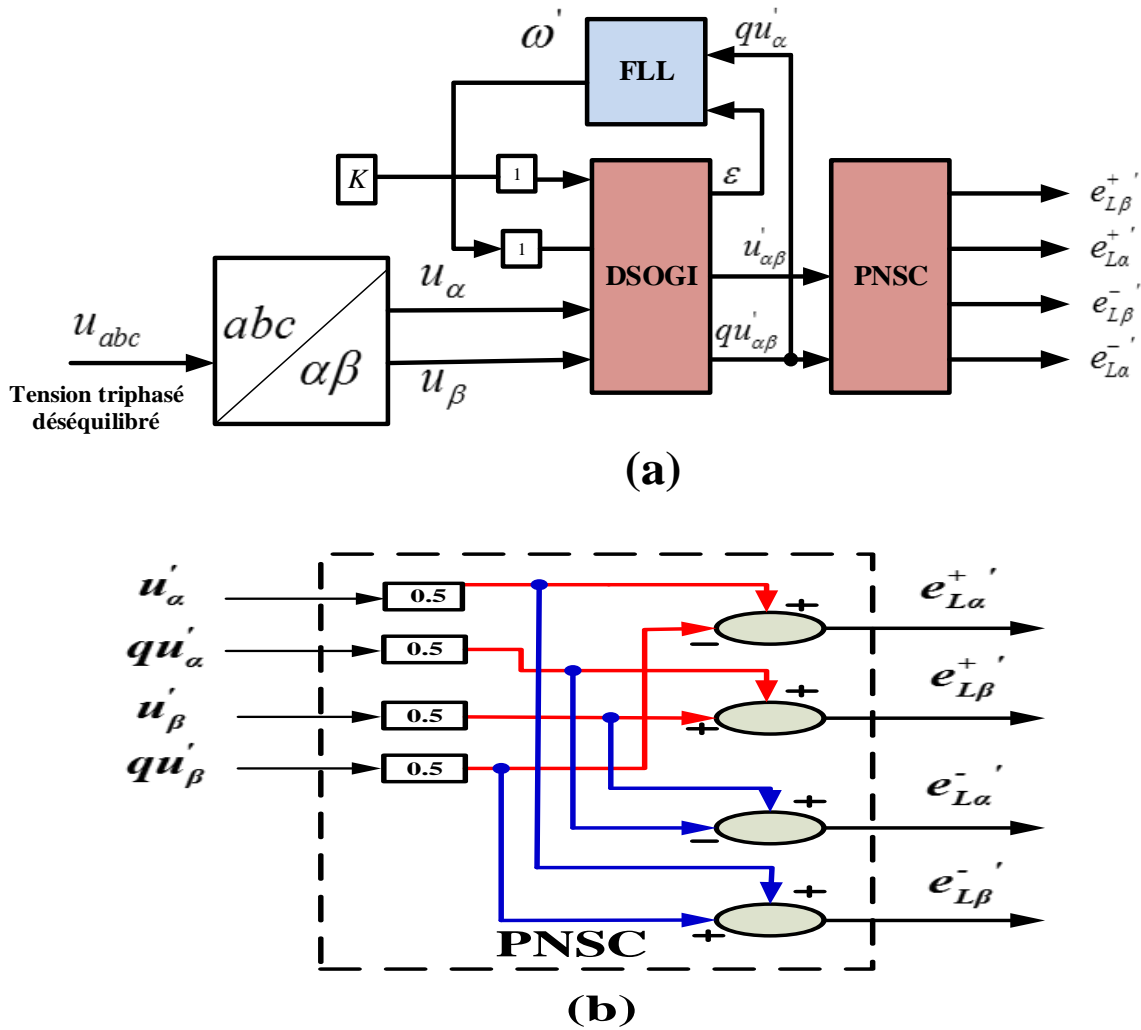 ω' qu'α
FLL
K 1 ε e⁺Lβ'
1 e⁺Lα'
DSOGI u'αβ PNSC
uα e⁻Lβ'
uabc abc qu'αβ e⁻Lα'
αβ
uβ
Tension triphasé
déséquilibré
(a)
u'α 0.5 + e⁺Lα'
−
qu'α 0.5 + e⁺Lβ'
u'β 0.5 +
qu'β 0.5
+ e⁻Lα'
−
+ e⁻Lβ'
+
PNSC
(b)